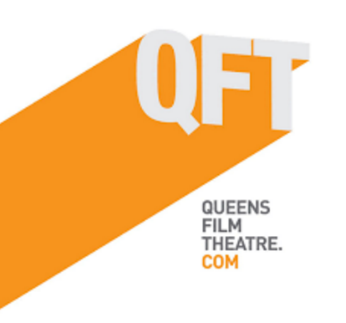 QFT
QUEENS
FILM
THEATRE.
COM